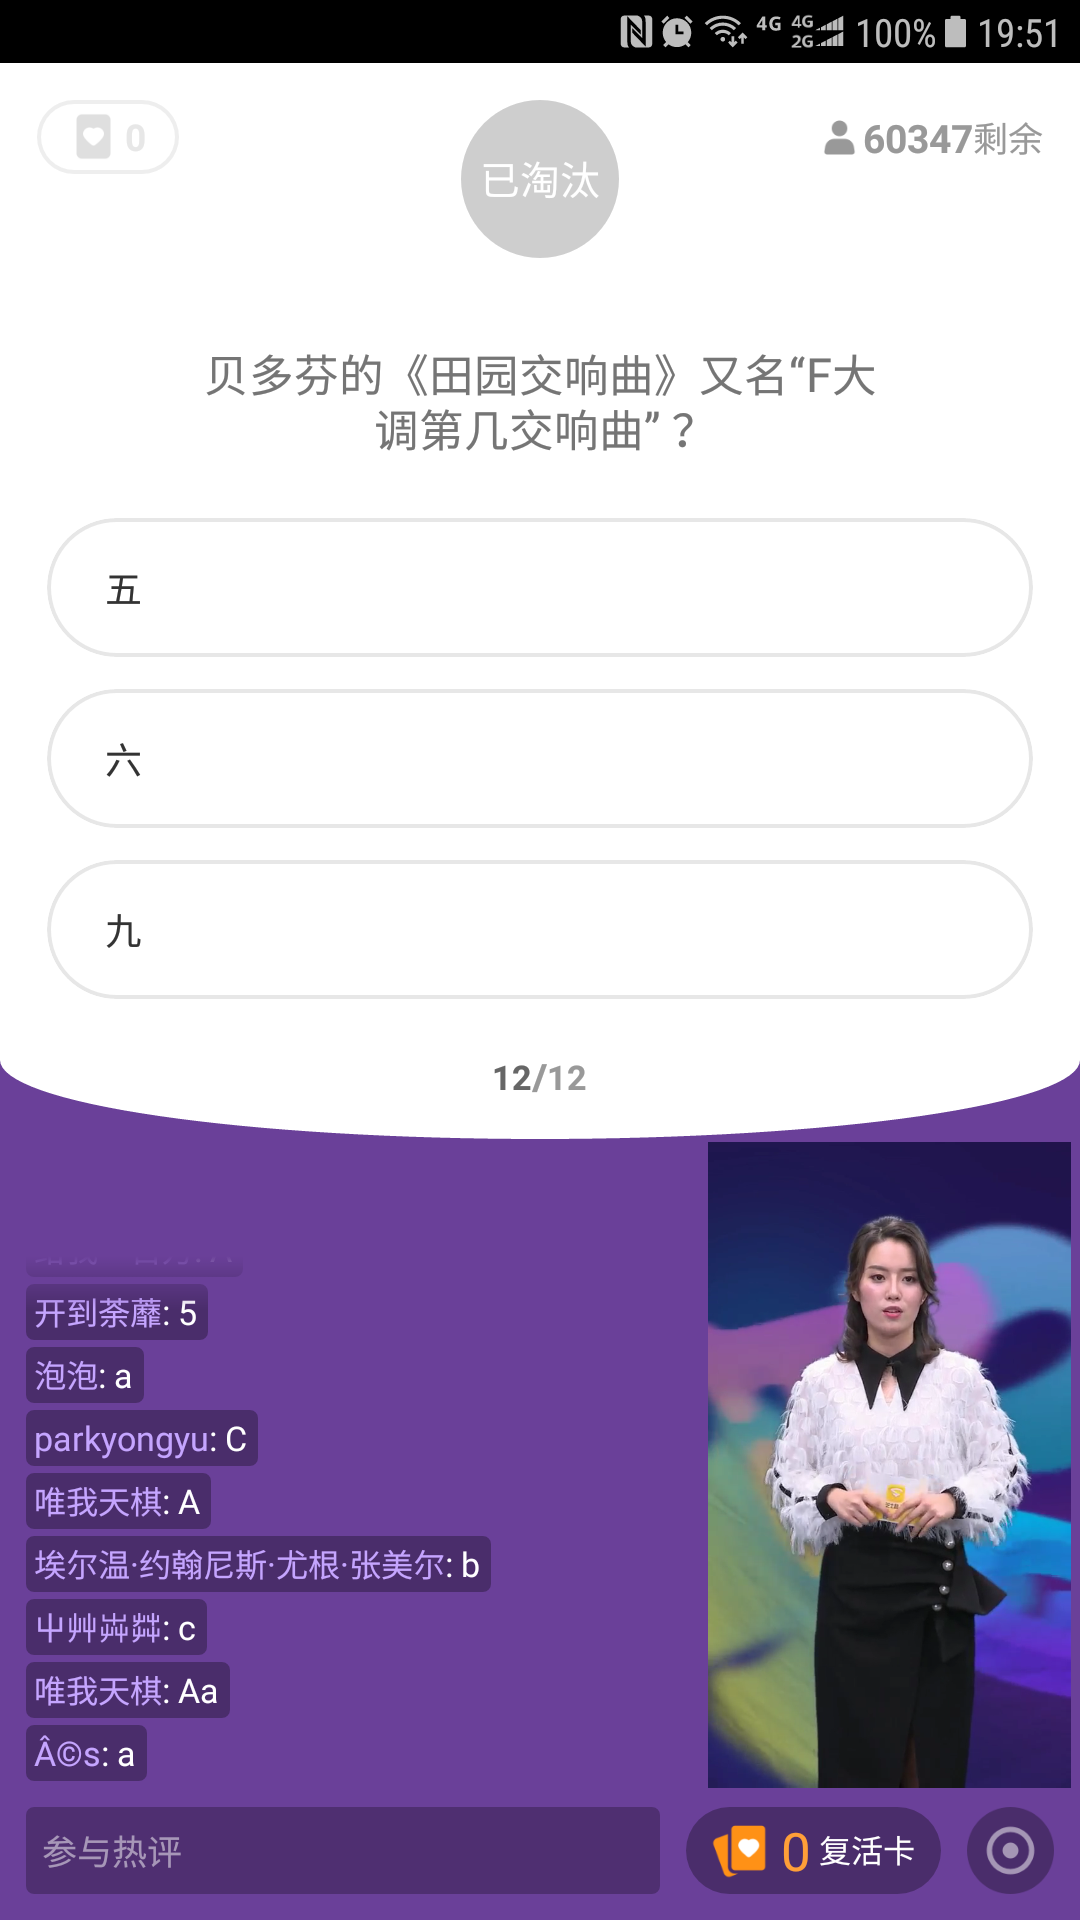 4G 4G 2G 100% 19:51
0
已淘汰
60347剩余
贝多芬的《田园交响曲》又名“F大
调第几交响曲”？
五
六
九
12/12
开到荼蘼: 5
泡泡: a
parkyongyu: C
唯我天棋: A
埃尔温·约翰尼斯·尤根·张美尔: b
屮艸芔茻: c
唯我天棋: Aa
Â©s: a
参与热评
0 复活卡